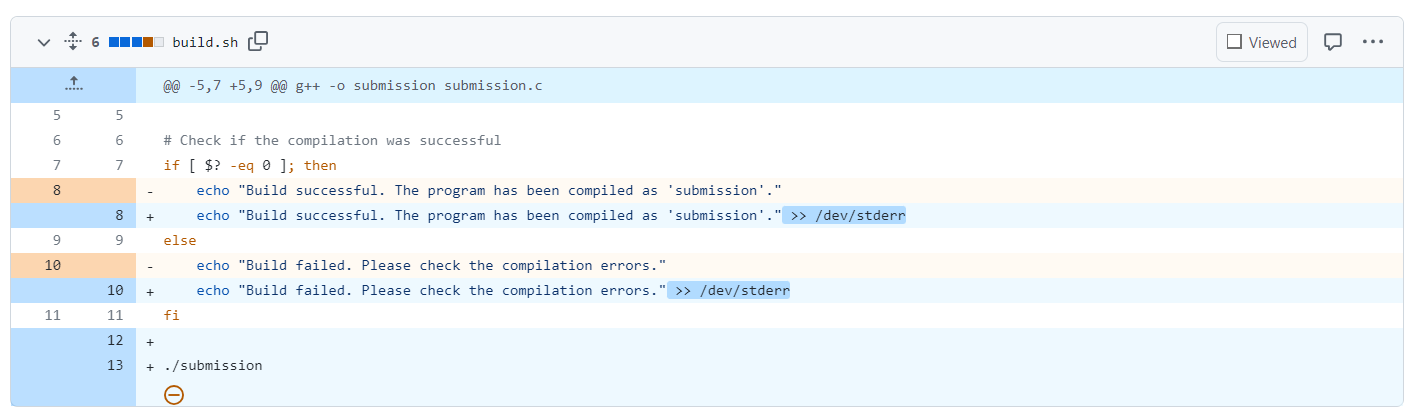 6 build.sh Viewed
@@ -5,7 +5,9 @@ g++ -o submission submission.c
5 5
6 6 # Check if the compilation was successful
7 7 if [ $? -eq 0 ]; then
8 - echo "Build successful. The program has been compiled as 'submission'."
8 + echo "Build successful. The program has been compiled as 'submission'." >> /dev/stderr
9 9 else
10 - echo "Build failed. Please check the compilation errors."
10 + echo "Build failed. Please check the compilation errors." >> /dev/stderr
11 11 fi
12 +
13 + ./submission